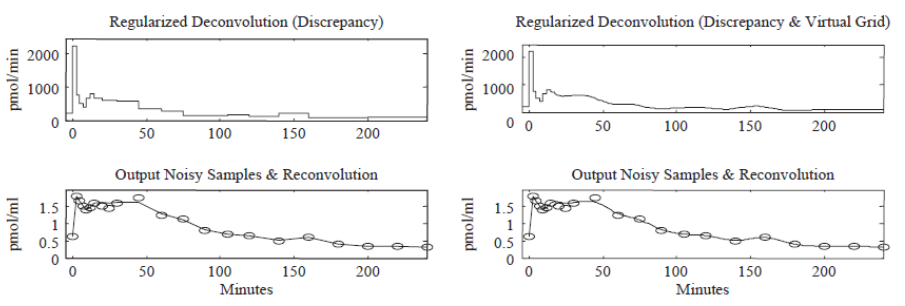 Regularized Deconvolution (Discrepancy)
pmol/min
2000
1000
0
0 50 100 150 200
Output Noisy Samples & Reconvolution
pmol/ml
1.5
1
0.5
0
0 50 100 150 200
Minutes
Regularized Deconvolution (Discrepancy & Virtual Grid)
pmol/min
2000
1000
0
0 50 100 150 200
Output Noisy Samples & Reconvolution
pmol/ml
1.5
1
0.5
0
0 50 100 150 200
Minutes